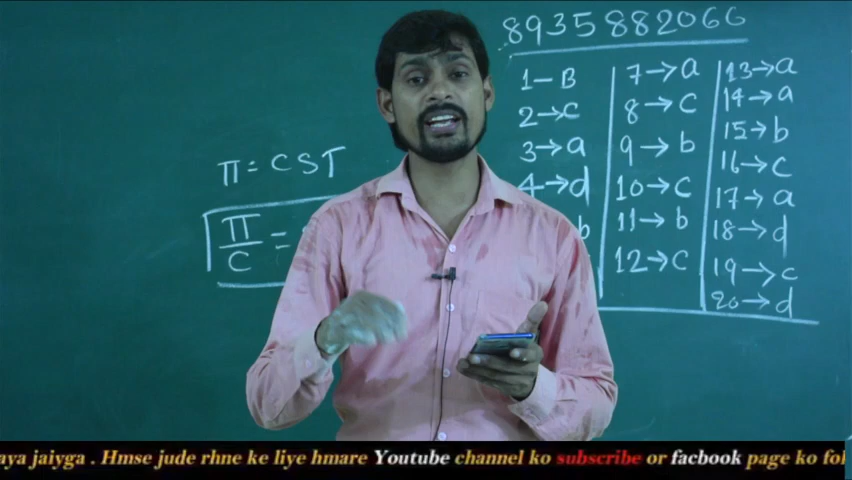 8935882066
1-B
2→C
3→a
4→d
b
7→a
8→c
9→b
10→c
11→b
12→c
13→a
14→a
15→b
16→c
17→a
18→d
19→c
20→d
π = CST
π/C =
aya jaiyga . Hmse jude rhne ke liye hmare Youtube channel ko subscribe or facbook page ko fol